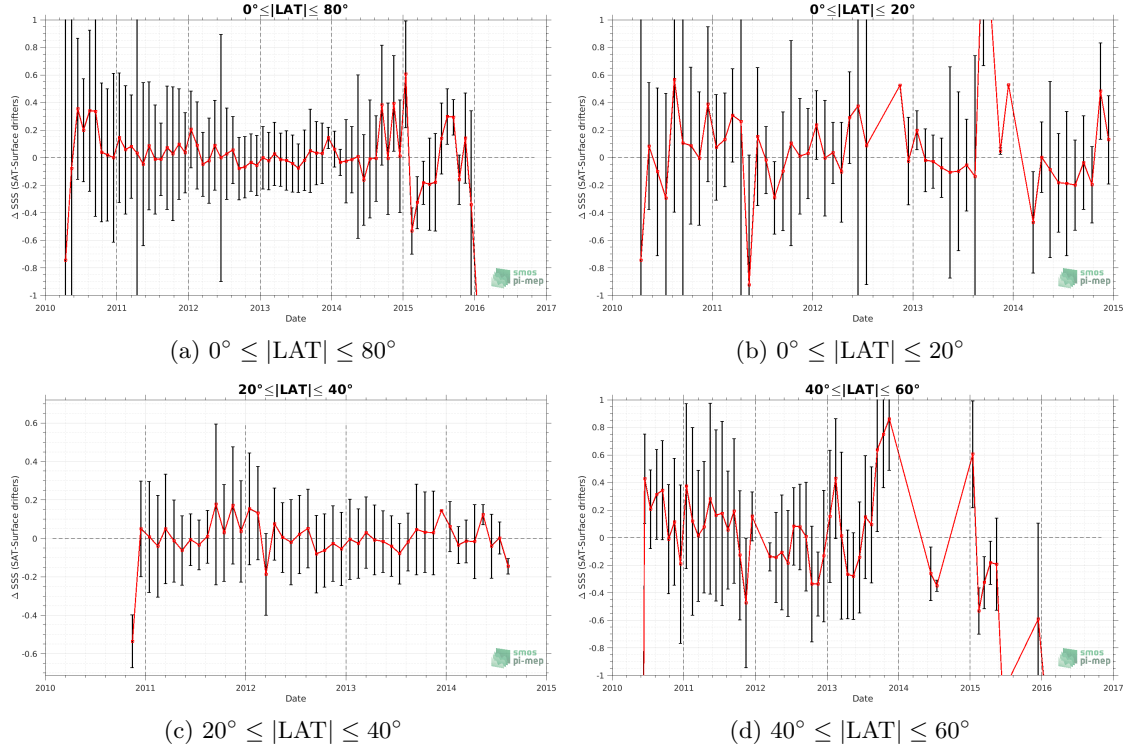 0°≤|LAT|≤ 80°
Δ SSS (SAT-Surface drifters)
1
0.8
0.6
0.4
0.2
0
-0.2
-0.4
-0.6
-0.8
-1
2010
2011
2012
2013
2014
2015
2016
2017
Date
smos
pi-mep
(a) 0° ≤ |LAT| ≤ 80°
0°≤|LAT|≤ 20°
Δ SSS (SAT-Surface drifters)
1
0.8
0.6
0.4
0.2
0
-0.2
-0.4
-0.6
-0.8
-1
2010
2011
2012
2013
2014
2015
Date
smos
pi-mep
(b) 0° ≤ |LAT| ≤ 20°
20°≤|LAT|≤ 40°
Δ SSS (SAT-Surface drifters)
0.6
0.4
0.2
0
-0.2
-0.4
-0.6
2010
2011
2012
2013
2014
2015
Date
smos
pi-mep
(c) 20° ≤ |LAT| ≤ 40°
40°≤|LAT|≤ 60°
Δ SSS (SAT-Surface drifters)
1
0.8
0.6
0.4
0.2
0
-0.2
-0.4
-0.6
-0.8
-1
2010
2011
2012
2013
2014
2015
2016
2017
Date
smos
pi-mep
(d) 40° ≤ |LAT| ≤ 60°